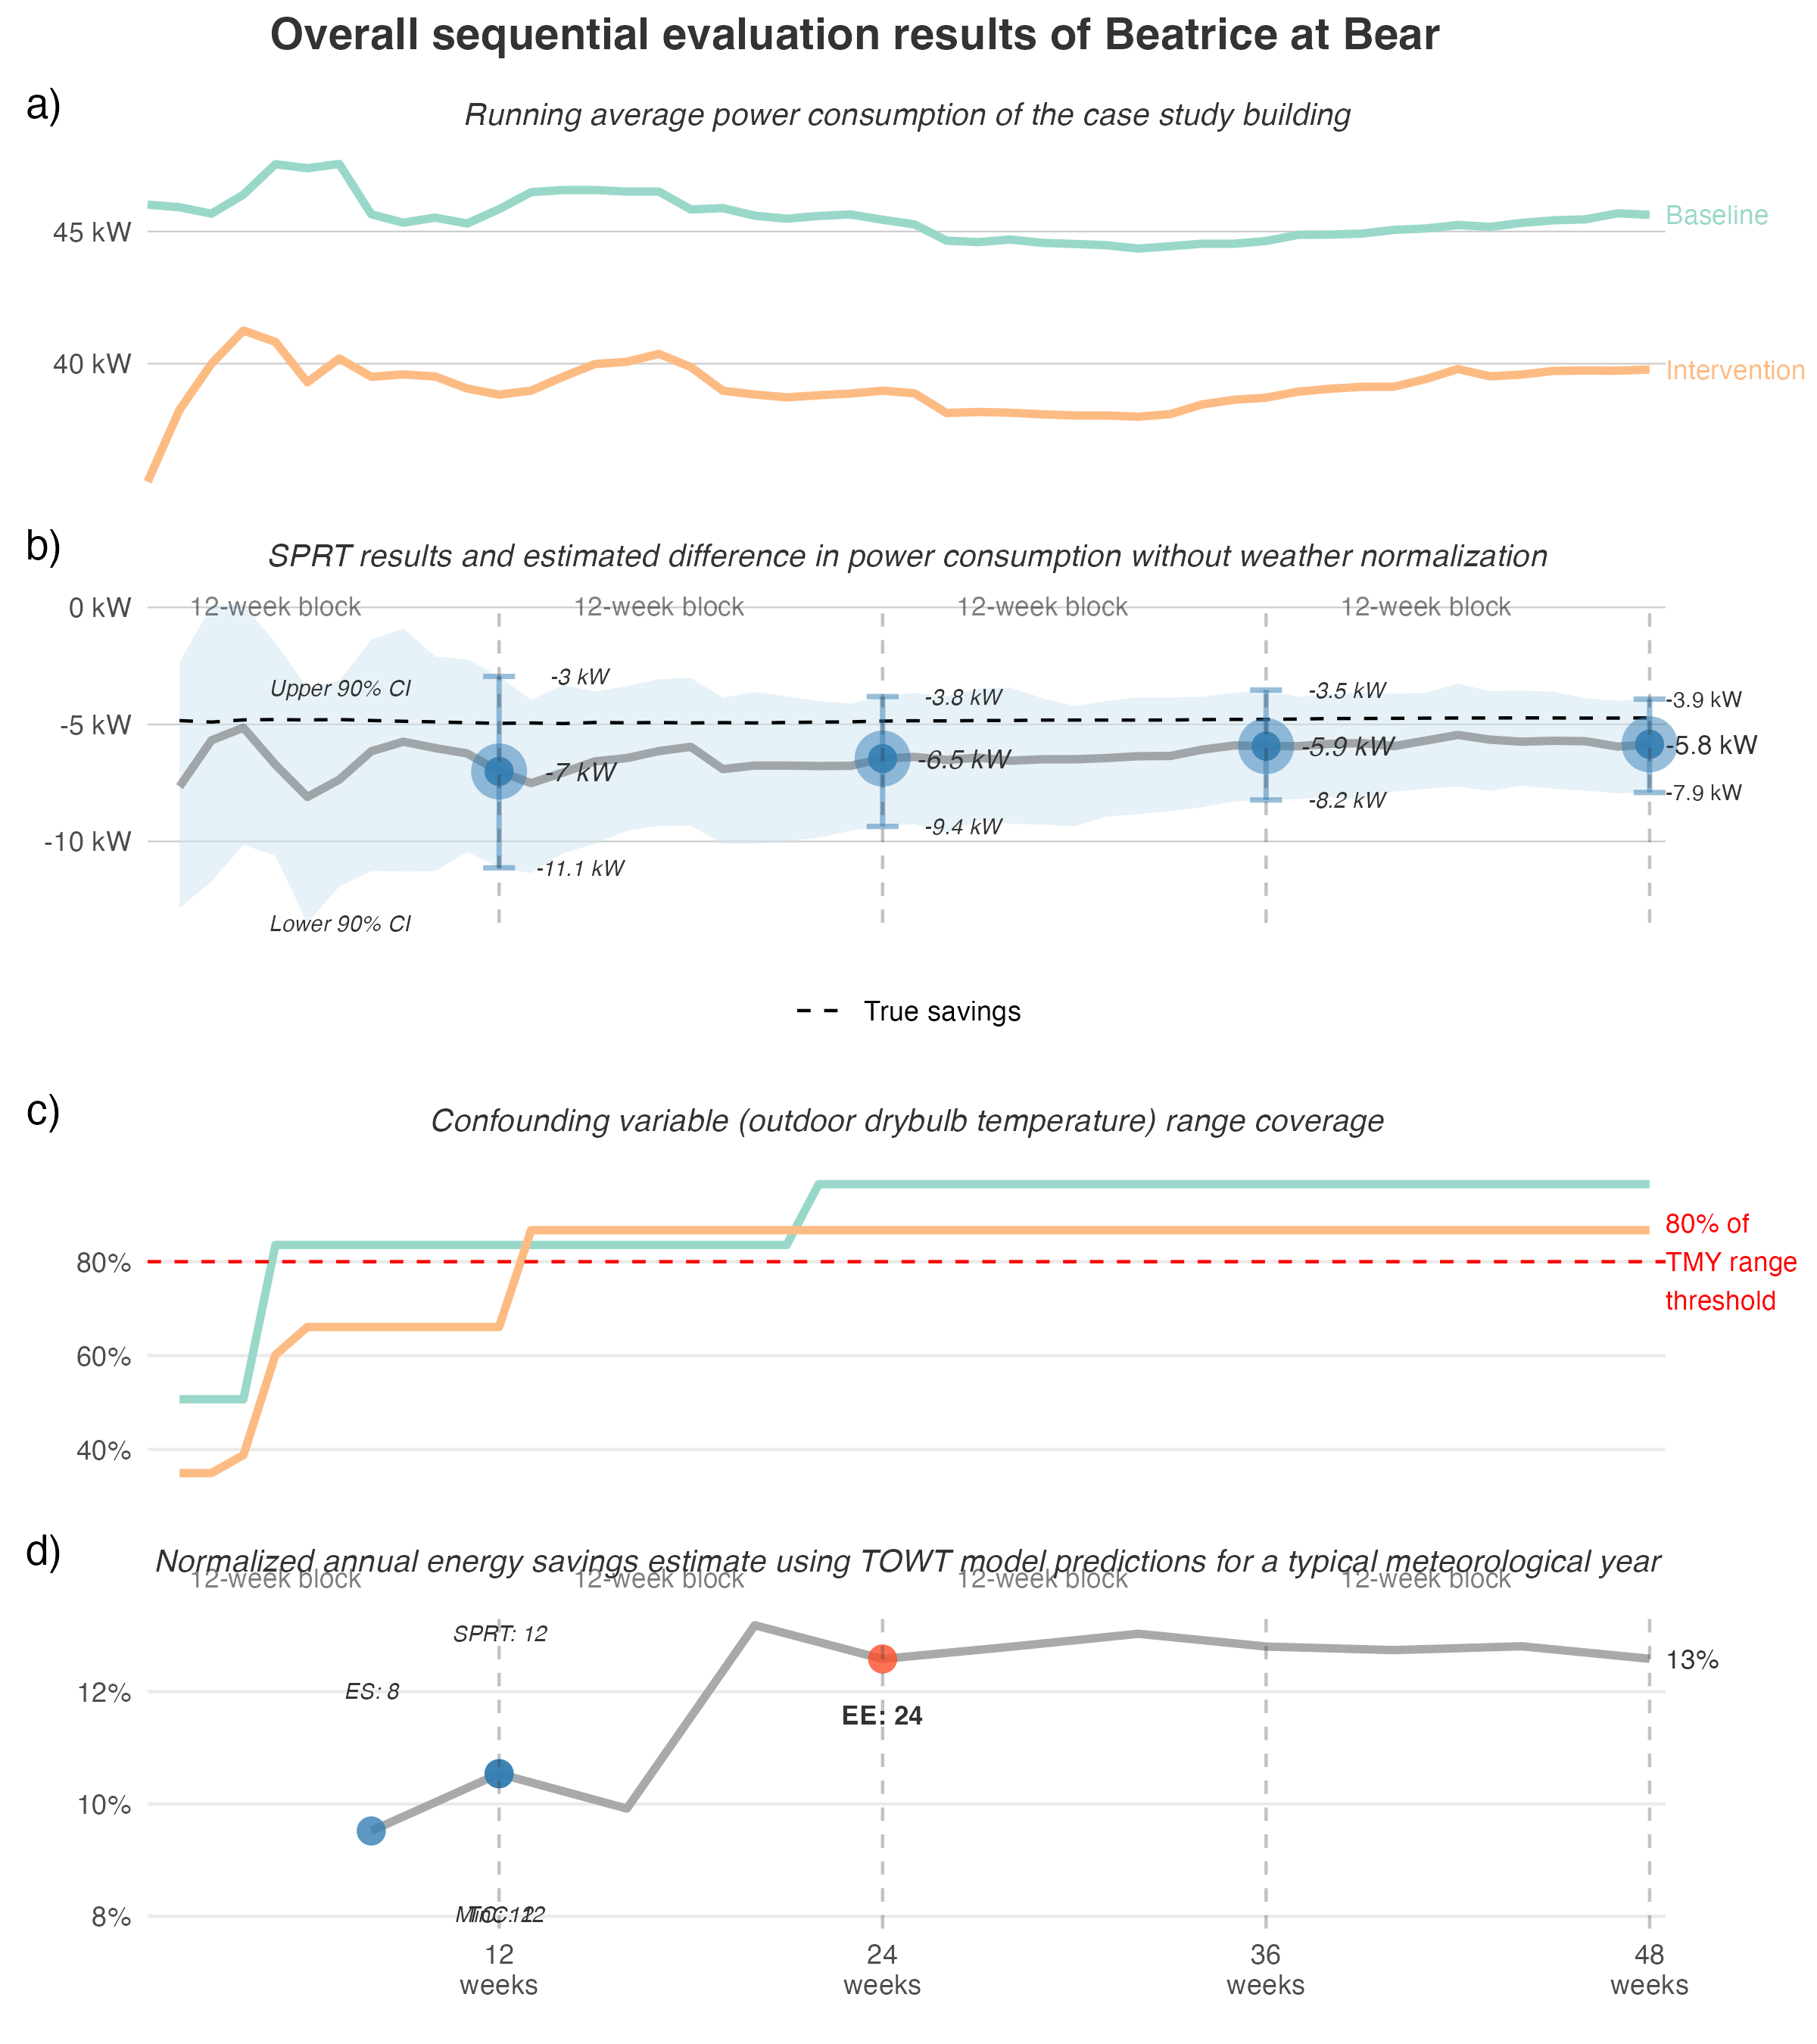 Overall sequential evaluation results of Beatrice at Bear
a)
Running average power consumption of the case study building
45 kW
Baseline
40 kW
Intervention
b)
SPRT results and estimated difference in power consumption without weather normalization
0 kW
12-week block 12-week block 12-week block 12-week block
Upper 90% CI
-3 kW
-3.8 kW
-3.5 kW
-3.9 kW
-5 kW
-7 kW
-6.5 kW
-5.9 kW
-5.8 kW
-8.2 kW
-7.9 kW
-9.4 kW
-10 kW
-11.1 kW
Lower 90% CI
True savings
c)
Confounding variable (outdoor drybulb temperature) range coverage
80%
80% of
TMY range
threshold
60%
40%
d)
Normalized annual energy savings estimate using TOWT model predictions for a typical meteorological year
12-week block 12-week block 12-week block 12-week block
SPRT: 12
13%
ES: 8
12%
EE: 24
10%
8%
12
weeks
24
weeks
36
weeks
48
weeks